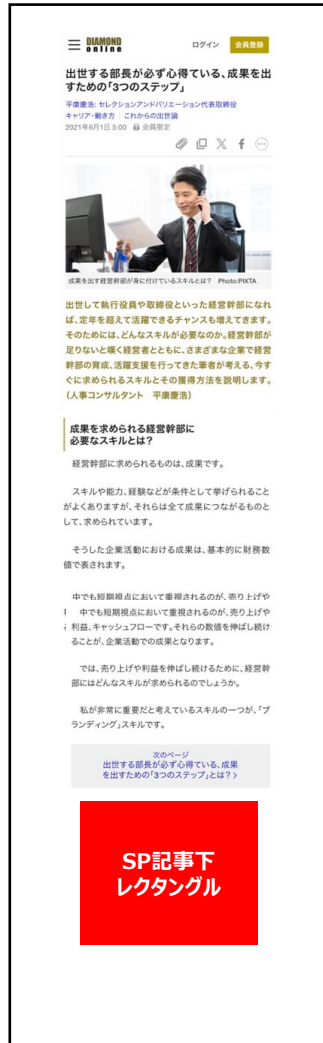 DIAMOND
online
ログイン
会員登録
出世する部長が必ず心得ている、成果を出
すための「3つのステップ」
平康慶浩: セレクションアンドバリエーション代表取締役
キャリア・働き方 | これからの出世論
2021年6月1日 5:00 会員限定
成果を出す経営幹部が身に付けているスキルとは? Photo:PIXTA
出世して執行役員や取締役といった経営幹部になれ
ば、定年を超えて活躍できるチャンスも増えてきます。
そのためには、どんなスキルが必要なのか。経営幹部が
足りないと嘆く経営者とともに、さまざまな企業で経営
幹部の育成、活躍支援を行ってきた筆者が考える、今す
ぐに求められるスキルとその獲得方法を説明します。
(人事コンサルタント 平康慶浩)
成果を求められる経営幹部に
必要なスキルとは?
経営幹部に求められるものは、成果です。
スキルや能力、経験などが条件として挙げられること
がよくありますが、それらは全て成果につながるものと
して、求められています。
そうした企業活動における成果は、基本的に財務数
値で表されます。
中でも短期視点において重視されるのが、売り上げや
中でも短期視点において重視されるのが、売り上げや
利益、キャッシュフローです。それらの数値を伸ばし続け
ることが、企業活動での成果となります。
では、売り上げや利益を伸ばし続けるために、経営幹
部にはどんなスキルが求められるのでしょうか。
私が非常に重要だと考えているスキルの一つが、「ブ
ランディング」スキルです。
次のページ
出世する部長が必ず心得ている、成果
を出すための「3つのステップ」とは? >
SP記事下
レクタングル